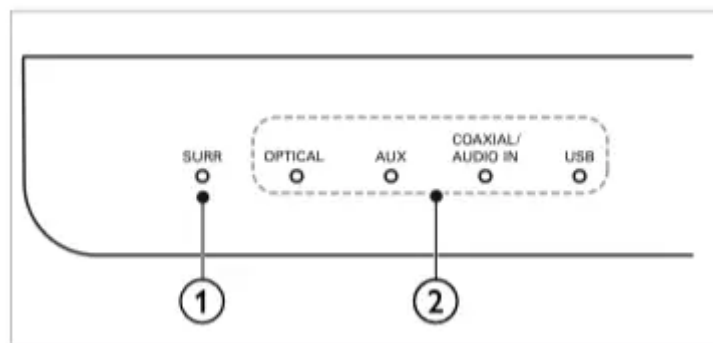 SURR
OPTICAL
AUX
COAXIAL/
AUDIO IN
USB
1
2